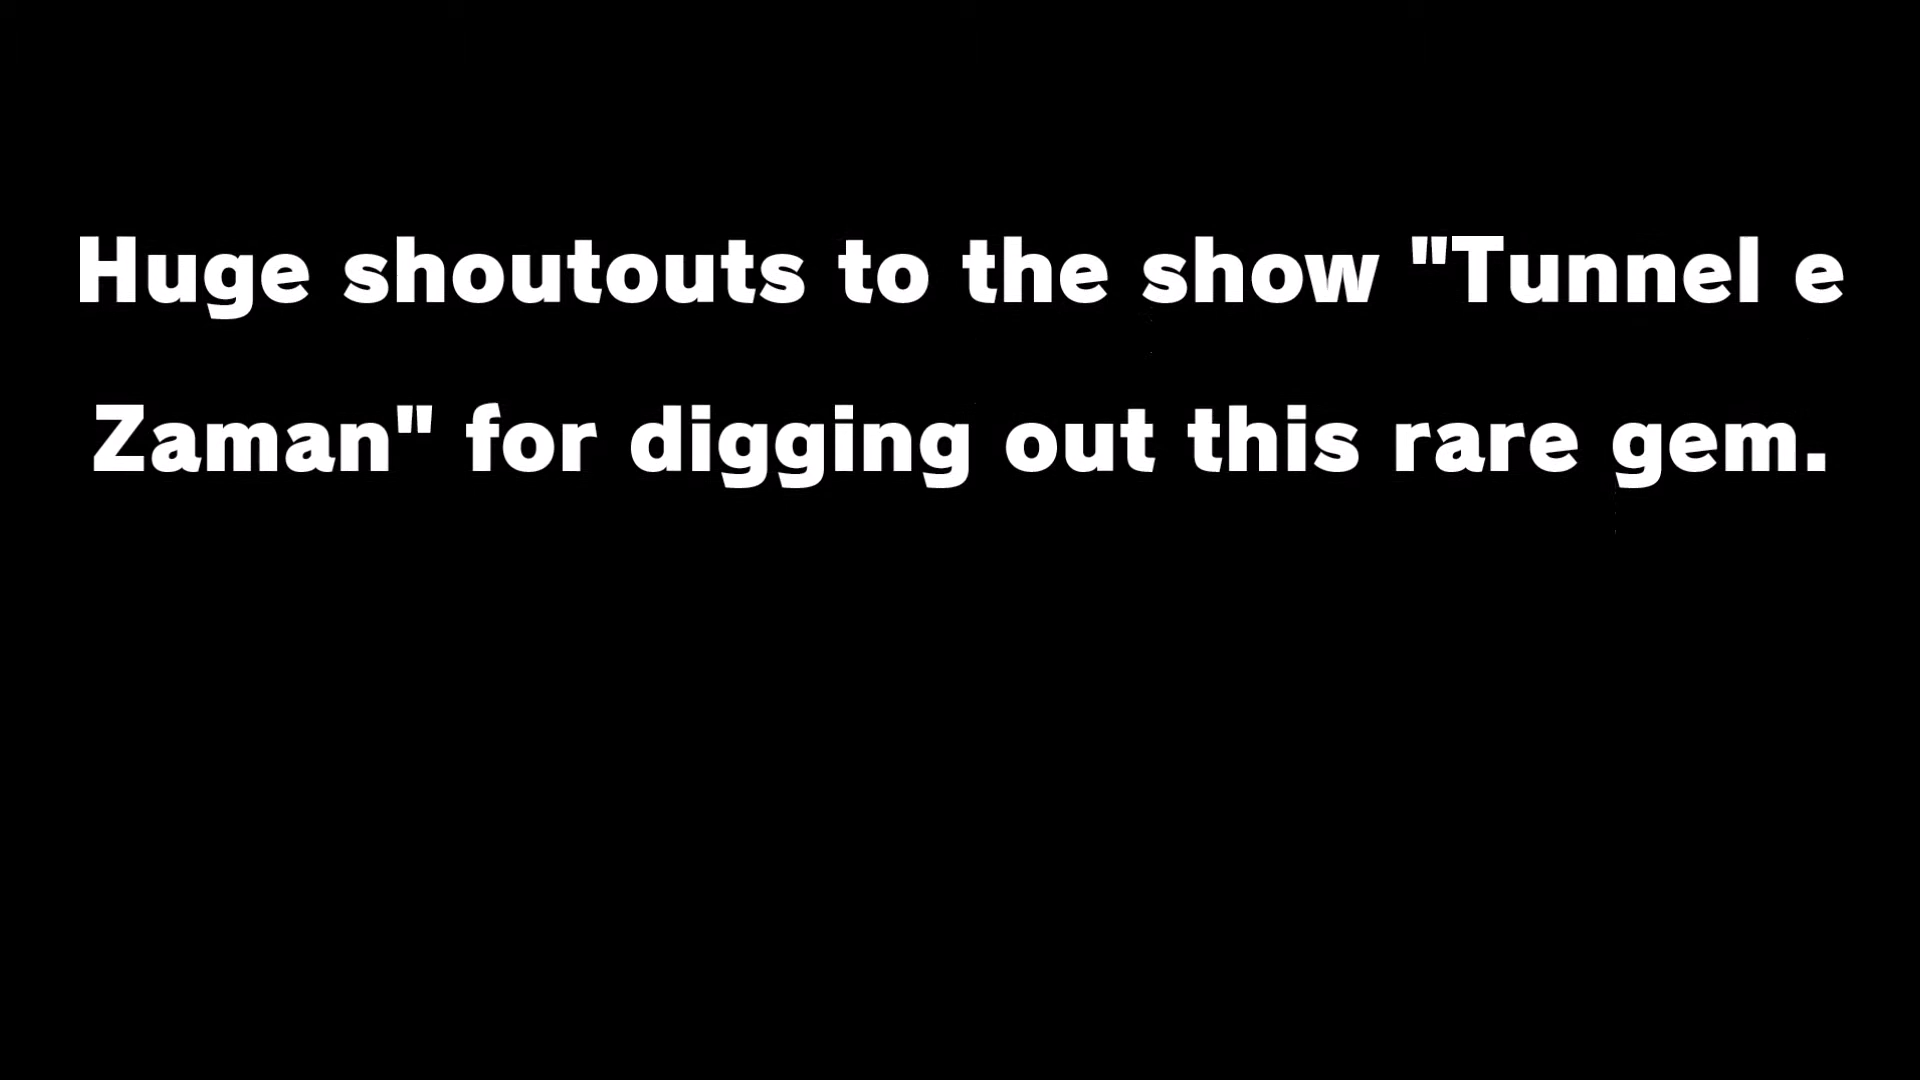 Huge shoutouts to the show "Tunnel e
Zaman" for digging out this rare gem.